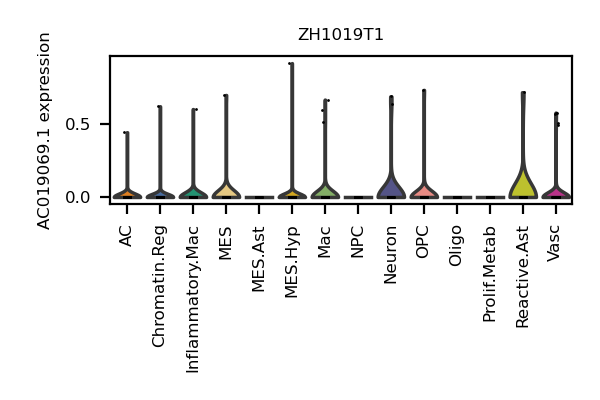 ZH1019T1
AC019069.1 expression
0.5
0.0
AC
Chromatin.Reg
Inflammatory.Mac
MES
MES.Ast
MES.Hyp
Mac
NPC
Neuron
OPC
Oligo
Prolif.Metab
Reactive.Ast
Vasc